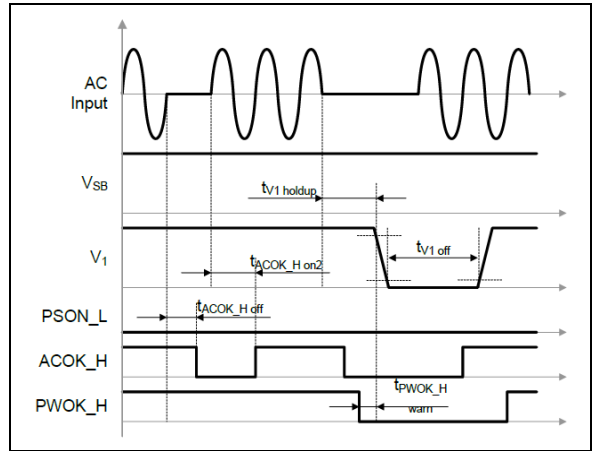 AC
Input
VSB
tV1 holdup
V1
tV1 off
tACOK_H on2
PSON_L
tACOK_H off
ACOK_H
tPWOK_H
warn
PWOK_H